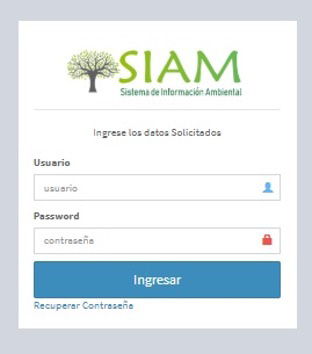 SIAM
Sistema de Información Ambiental
Ingrese los datos Solicitados
Usuario
usuario
Password
contraseña
Ingresar
Recuperar Contraseña